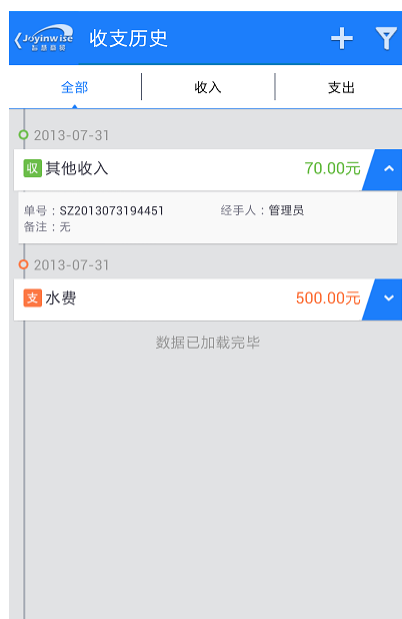 Joyinwise
收支历史
全部 收入 支出
2013-07-31
收 其他收入 70.00元
单号：SZ2013073194451 经手人：管理员
备注：无
2013-07-31
支 水费 500.00元
数据已加载完毕